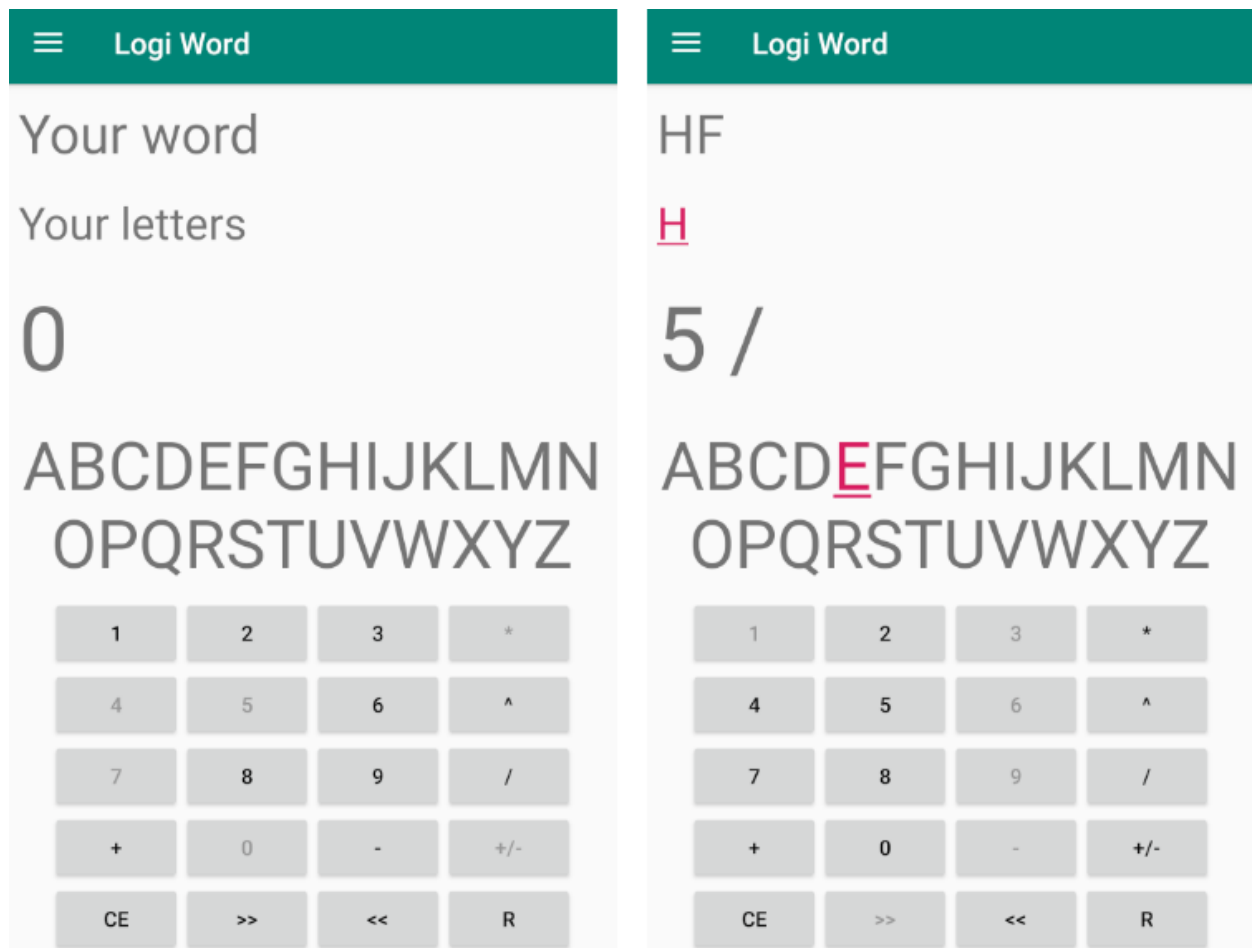 Logi Word
Your word
Your letters
0
ABCDEFGHIJKLMN
OPQRSTUVWXYZ
1 2 3 *
4 5 6 ^
7 8 9 /
+ 0 - +/-
CE >> << R
Logi Word
HF
H
5 /
ABCDEFGHIJKLMN
OPQRSTUVWXYZ
1 2 3 *
4 5 6 ^
7 8 9 /
+ 0 - +/-
CE >> << R